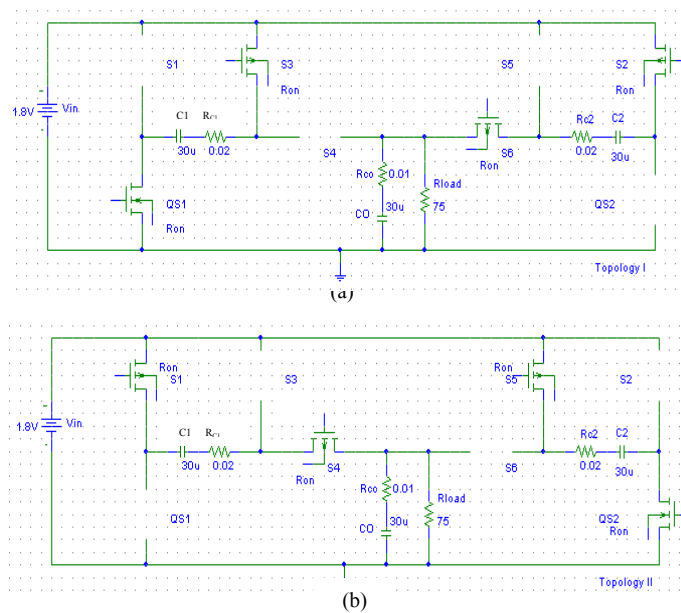 S1
S3
S5
S2
Ron
Ron
1.8V
Vin.
C1
RC1
30u
0.02
Rc2
C2
0.02
30u
S4
Ron
S6
Rco
0.01
Rload
75
CO
30u
QS1
Ron
QS2
Topology I
(a)
Ron
S1
S3
S5
Ron
S2
1.8V
Vin.
C1
RC1
30u
0.02
Rc2
C2
0.02
30u
S4
Ron
S6
Rco
0.01
Rload
75
CO
30u
QS1
QS2
Ron
Topology II
(b)